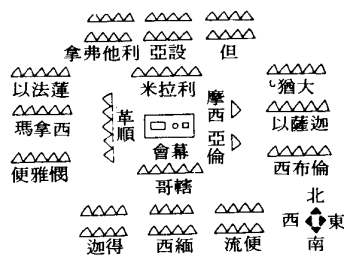 拿弗他利 亞設 但
以法蓮 米拉利 猶大
瑪拿西 革順 摩西 以薩迦
會幕 亞倫
便雅憫 西布倫
哥轄
迦得 西緬 流便
北
西 東
南